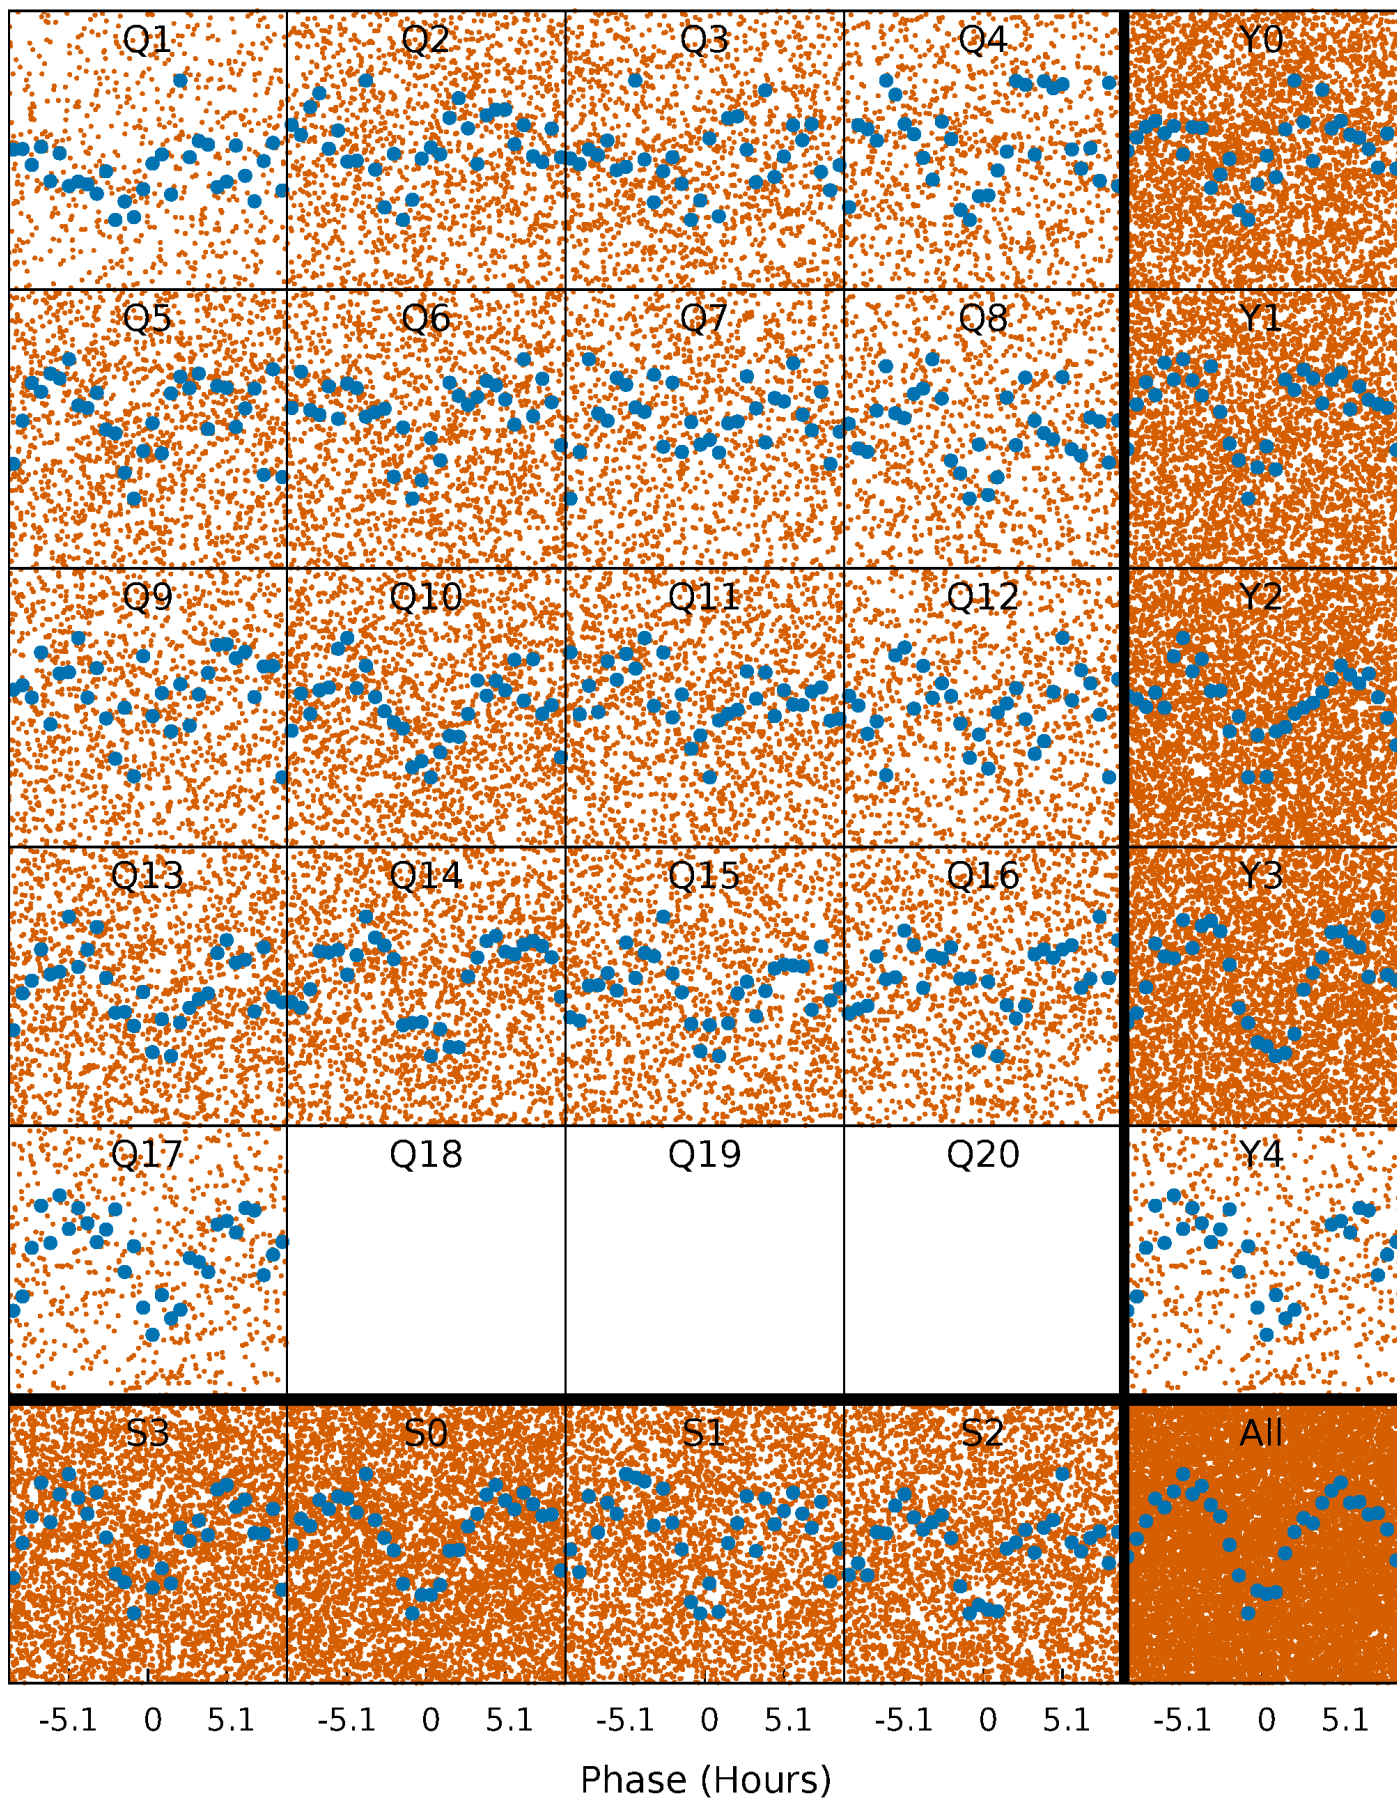 Q1 Q2 Q3 Q4 Y0
Q5 Q6 Q7 Q8 Y1
Q9 Q10 Q11 Q12 Y2
Q13 Q14 Q15 Q16 Y3
Q17 Q18 Q19 Q20 Y4
S3 S0 S1 S2 All
-5.1 0 5.1 -5.1 0 5.1 -5.1 0 5.1 -5.1 0 5.1 -5.1 0 5.1
Phase (Hours)